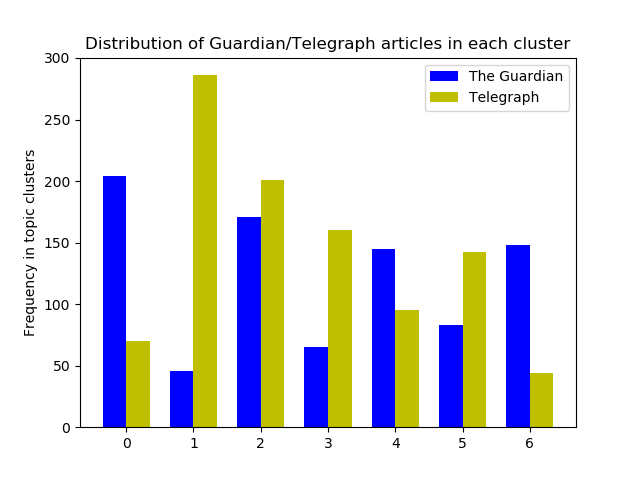 Distribution of Guardian/Telegraph articles in each cluster
The Guardian
Telegraph
Frequency in topic clusters
300
250
200
150
100
50
0
0 1 2 3 4 5 6